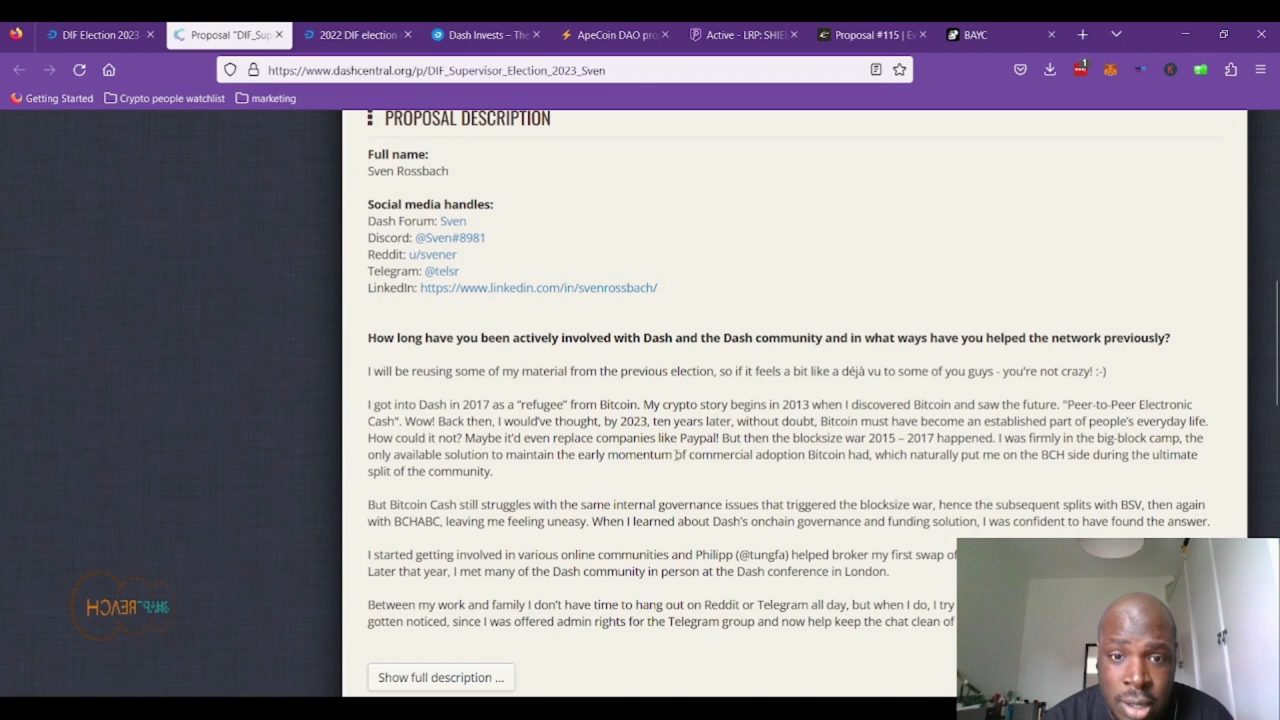 DIF Election 2023
Proposal "DIF_Sup
2022 DIF election
Dash Invests – The
ApeCoin DAO pro
Active - LRP: SHIE
Proposal #115 | E
BAYC
https://www.dashcentral.org/p/DIF_Supervisor_Election_2023_Sven
1
Getting Started
Crypto people watchlist
marketing
PROPOSAL DESCRIPTION
Full name:
Sven Rossbach
Social media handles:
Dash Forum: Sven
Discord: @Sven#8981
Reddit: u/svener
Telegram: @telsr
LinkedIn: https://www.linkedin.com/in/svenrossbach/
How long have you been actively involved with Dash and the Dash community and in what ways have you helped the network previously?
I will be reusing some of my material from the previous election, so if it feels a bit like a déjà vu to some of you guys - you're not crazy! :-)
I got into Dash in 2017 as a “refugee” from Bitcoin. My crypto story begins in 2013 when I discovered Bitcoin and saw the future. "Peer-to-Peer Electronic
Cash". Wow! Back then, I would’ve thought, by 2023, ten years later, without doubt, Bitcoin must have become an established part of people’s everyday life.
How could it not? Maybe it’d even replace companies like Paypal! But then the blocksize war 2015 – 2017 happened. I was firmly in the big-block camp, the
only available solution to maintain the early momentum of commercial adoption Bitcoin had, which naturally put me on the BCH side during the ultimate
split of the community.
But Bitcoin Cash still struggles with the same internal governance issues that triggered the blocksize war, hence the subsequent splits with BSV, then again
with BCHABC, leaving me feeling uneasy. When I learned about Dash’s onchain governance and funding solution, I was confident to have found the answer.
I started getting involved in various online communities and Philipp (@tungfa) helped broker my first swap of
Later that year, I met many of the Dash community in person at the Dash conference in London.
Between my work and family I don’t have time to hang out on Reddit or Telegram all day, but when I do, I try
gotten noticed, since I was offered admin rights for the Telegram group and now help keep the chat clean of
Show full description ...